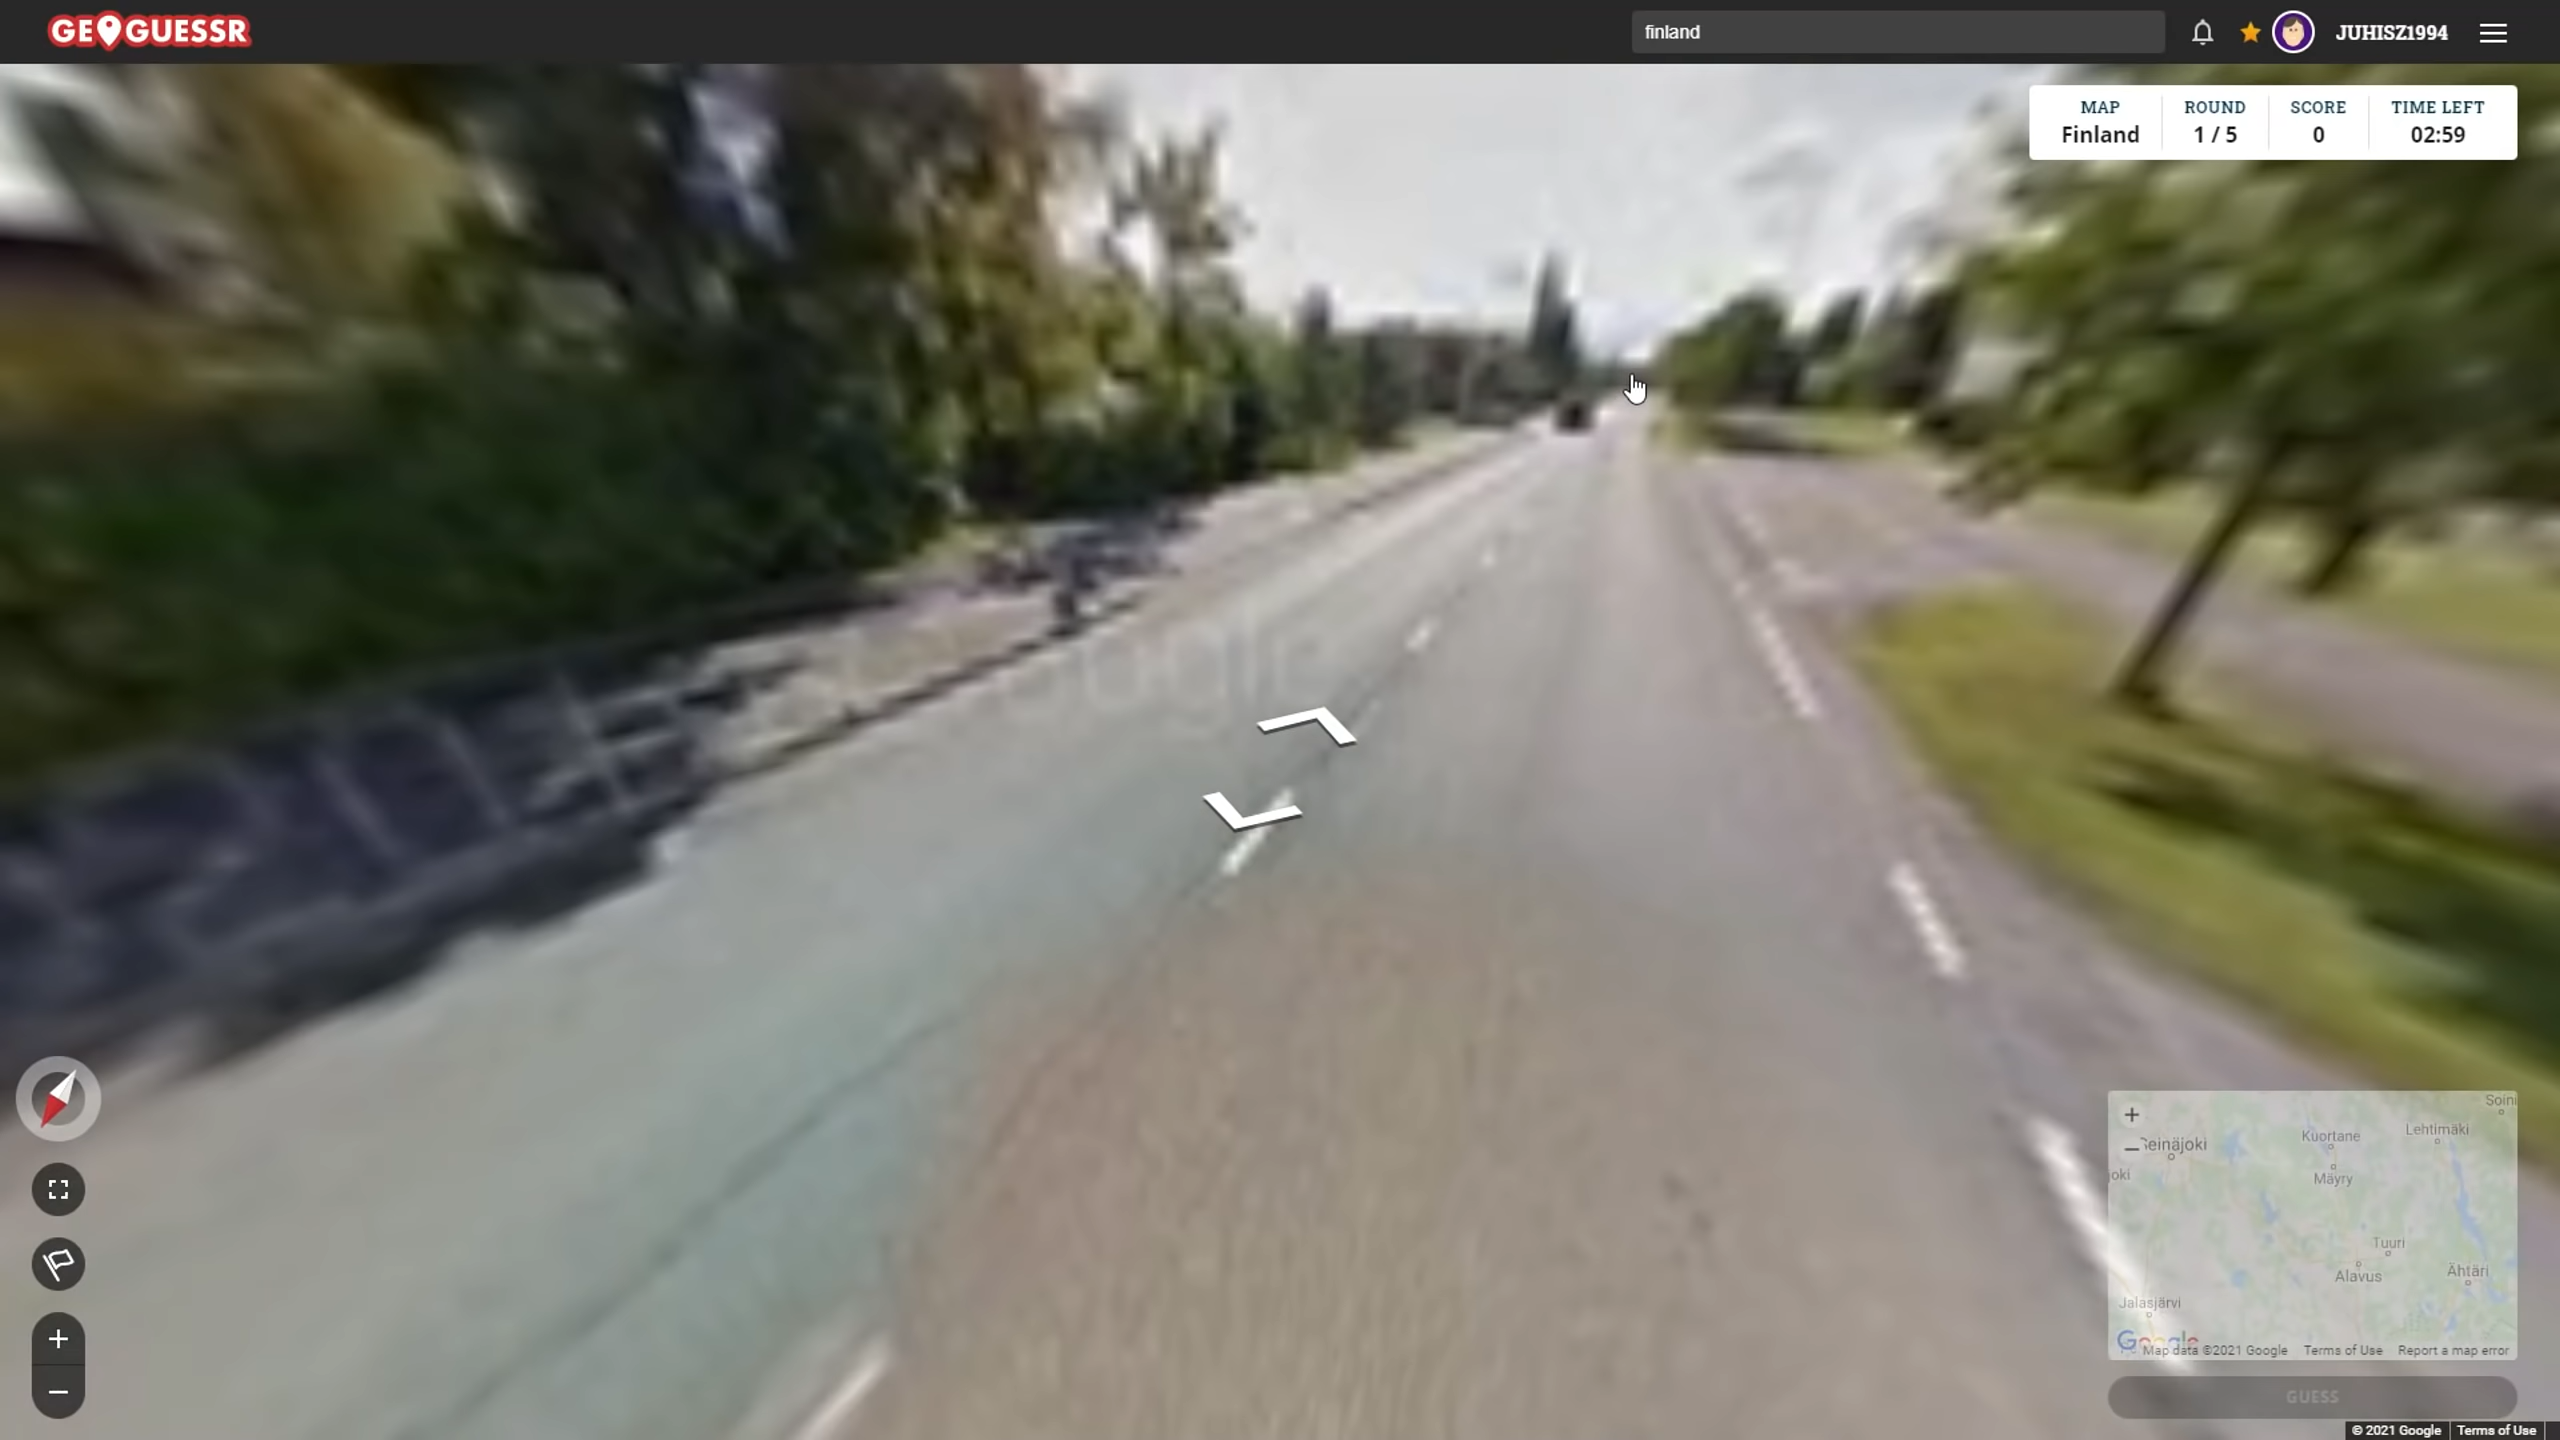 GEOGUESSR
finland
JUHISZ1994
MAP
Finland
ROUND
1 / 5
SCORE
0
TIME LEFT
02:59
Soini
Seinäjoki
Kuortane
Lehtimäki
joki
Mäyry
Tuuri
Alavus
Ähtäri
Jalasjärvi
Google
Map data ©2021 Google
Terms of Use
Report a map error
GUESS
© 2021 Google
Terms of Use